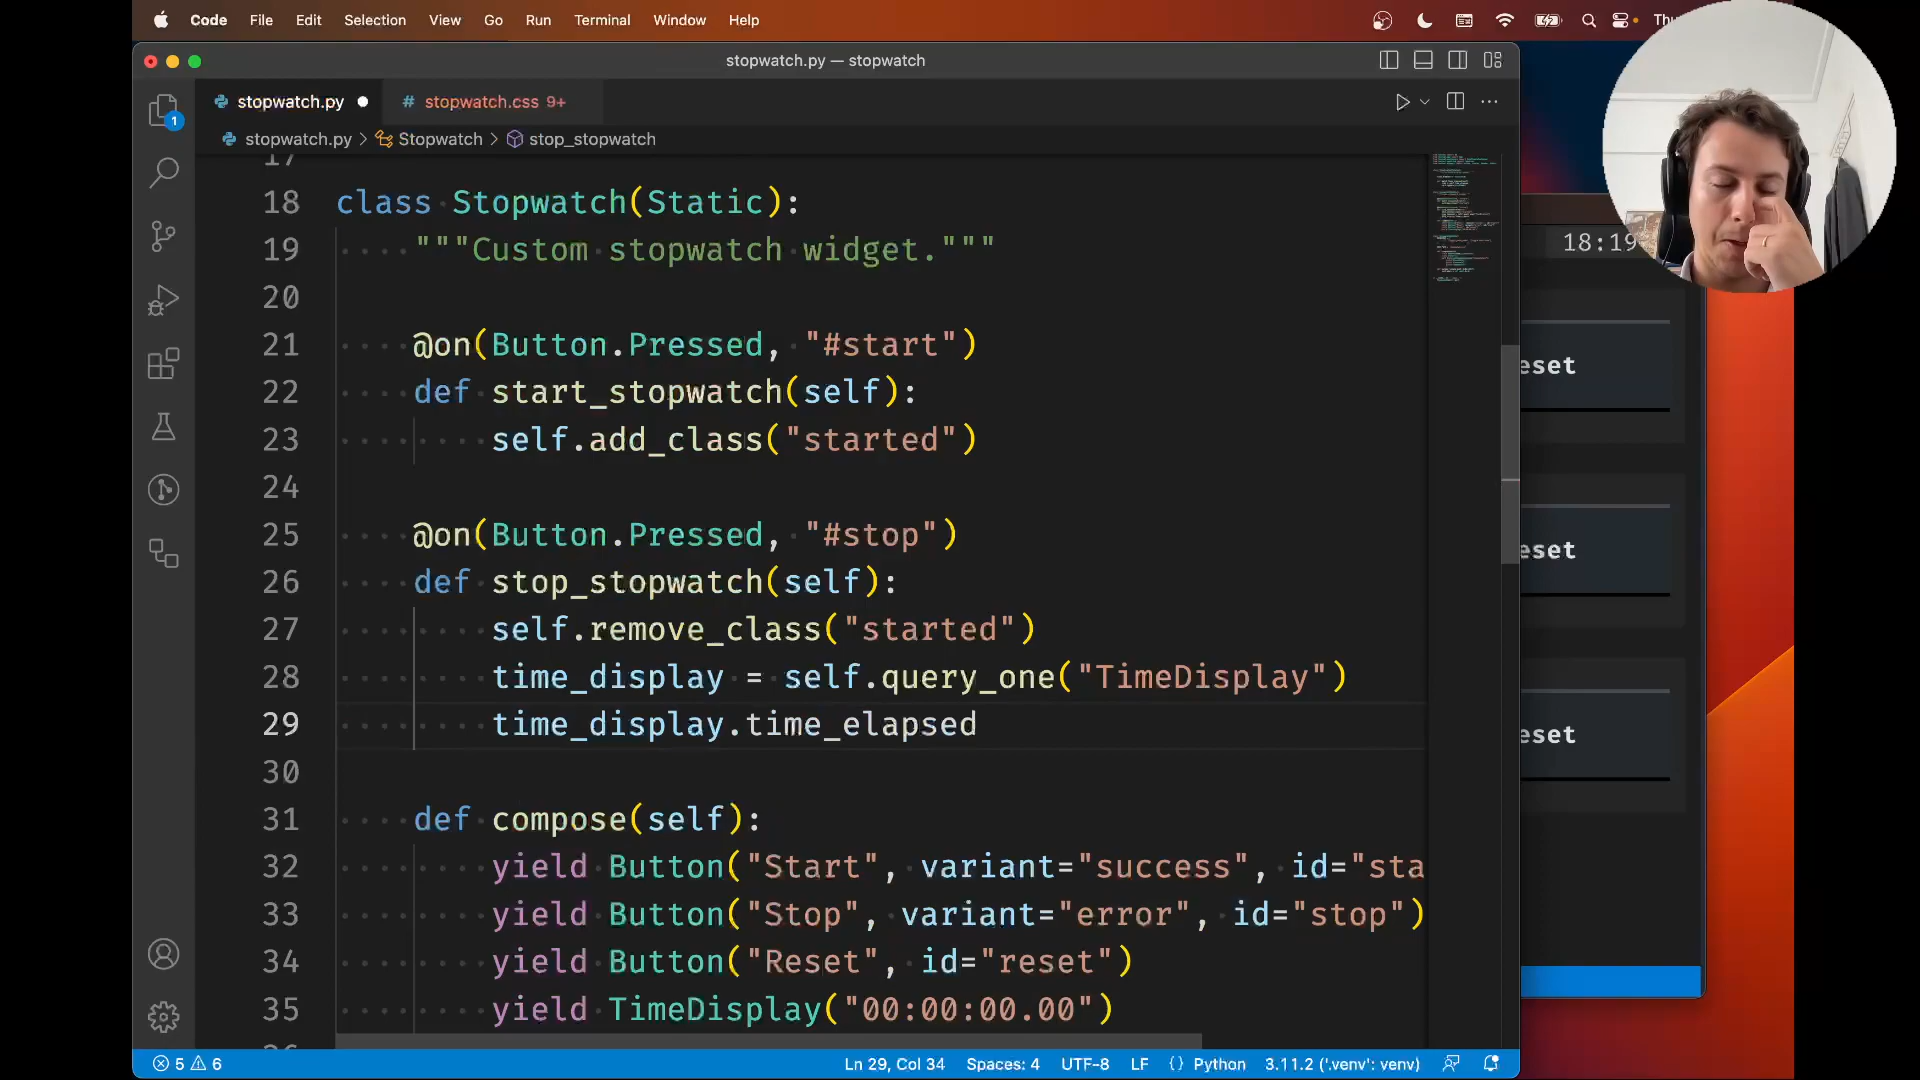 Code File Edit Selection View Go Run Terminal Window Help
stopwatch.py — stopwatch
stopwatch.py
# stopwatch.css 9+
stopwatch.py > Stopwatch > stop_stopwatch
1
17
18 class Stopwatch(Static):
19 """Custom stopwatch widget."""
20
21 @on(Button.Pressed, "#start")
22 def start_stopwatch(self):
23 self.add_class("started")
24
25 @on(Button.Pressed, "#stop")
26 def stop_stopwatch(self):
27 self.remove_class("started")
28 time_display = self.query_one("TimeDisplay")
29 time_display.time_elapsed
30
31 def compose(self):
32 yield Button("Start", variant="success", id="sta
33 yield Button("Stop", variant="error", id="stop")
34 yield Button("Reset", id="reset")
35 yield TimeDisplay("00:00:00.00")
18:19
eset
eset
eset
5 6
Ln 29, Col 34 Spaces: 4 UTF-8 LF {} Python 3.11.2 ('.venv': venv)